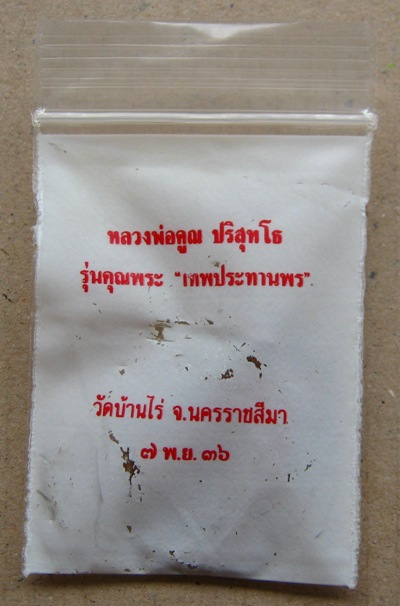 หลวงพ่อคูณ ปริสุทโธ
รุ่นคุณพระ "เทพประทานพร"
วัดบ้านไร่ จ.นครราชสีมา
๗ พ.ย. ๓๖